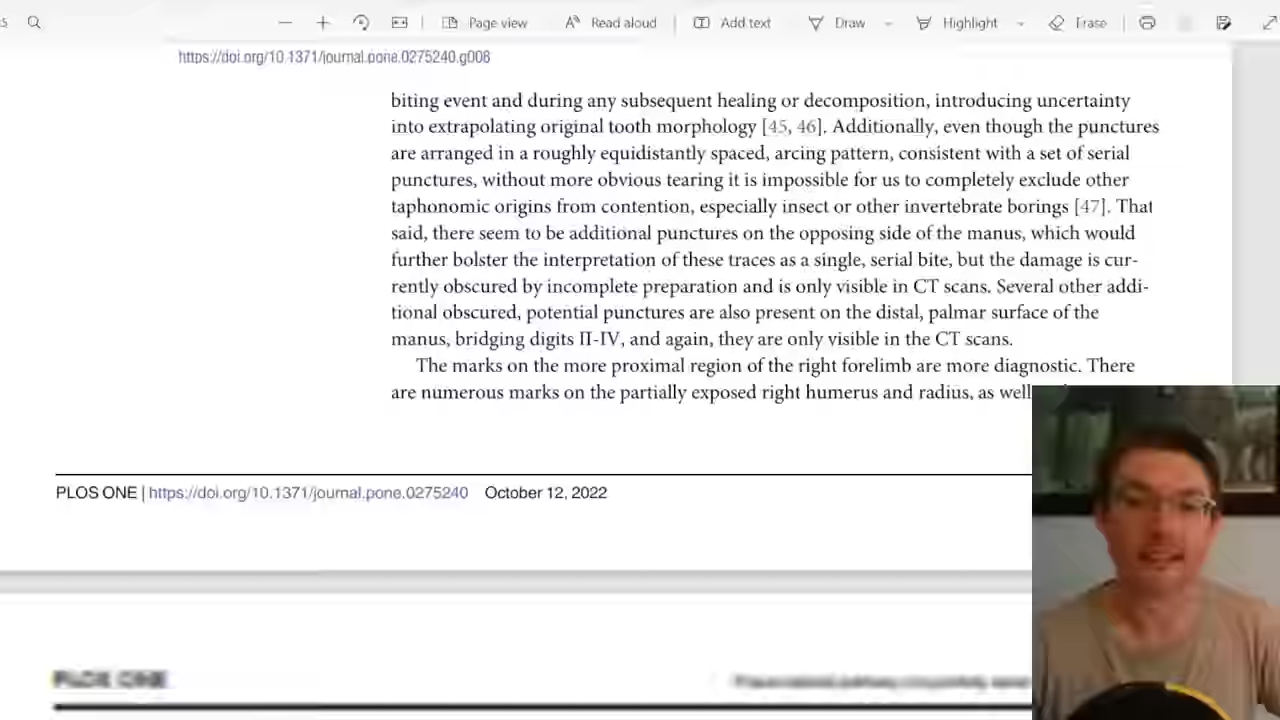 Page view
Read aloud
Add text
Draw
Highlight
Erase
https://doi.org/10.1371/journal.pone.0275240.g008
biting event and during any subsequent healing or decomposition, introducing uncertainty
into extrapolating original tooth morphology [45, 46]. Additionally, even though the punctures
are arranged in a roughly equidistantly spaced, arcing pattern, consistent with a set of serial
punctures, without more obvious tearing it is impossible for us to completely exclude other
taphonomic origins from contention, especially insect or other invertebrate borings [47]. That
said, there seem to be additional punctures on the opposing side of the manus, which would
further bolster the interpretation of these traces as a single, serial bite, but the damage is cur-
rently obscured by incomplete preparation and is only visible in CT scans. Several other addi-
tional obscured, potential punctures are also present on the distal, palmar surface of the
manus, bridging digits II-IV, and again, they are only visible in the CT scans.
The marks on the more proximal region of the right forelimb are more diagnostic. There
are numerous marks on the partially exposed right humerus and radius, as well
PLOS ONE | https://doi.org/10.1371/journal.pone.0275240 October 12, 2022
PLOS ONE